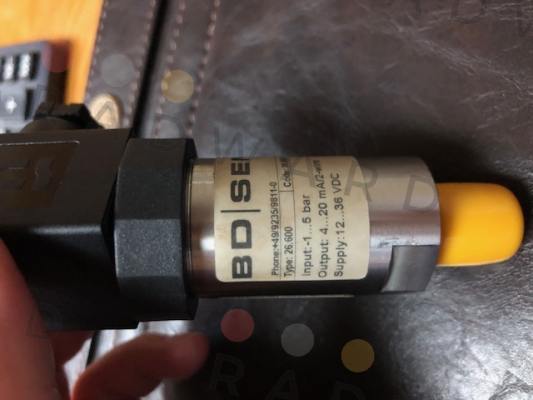 BD|SE
Phone:+49/9235/9811-0
Type: 26.600
Code:
Input:-1...5 bar
Output: 4...20 mA/2-wire
Supply:12...36 VDC